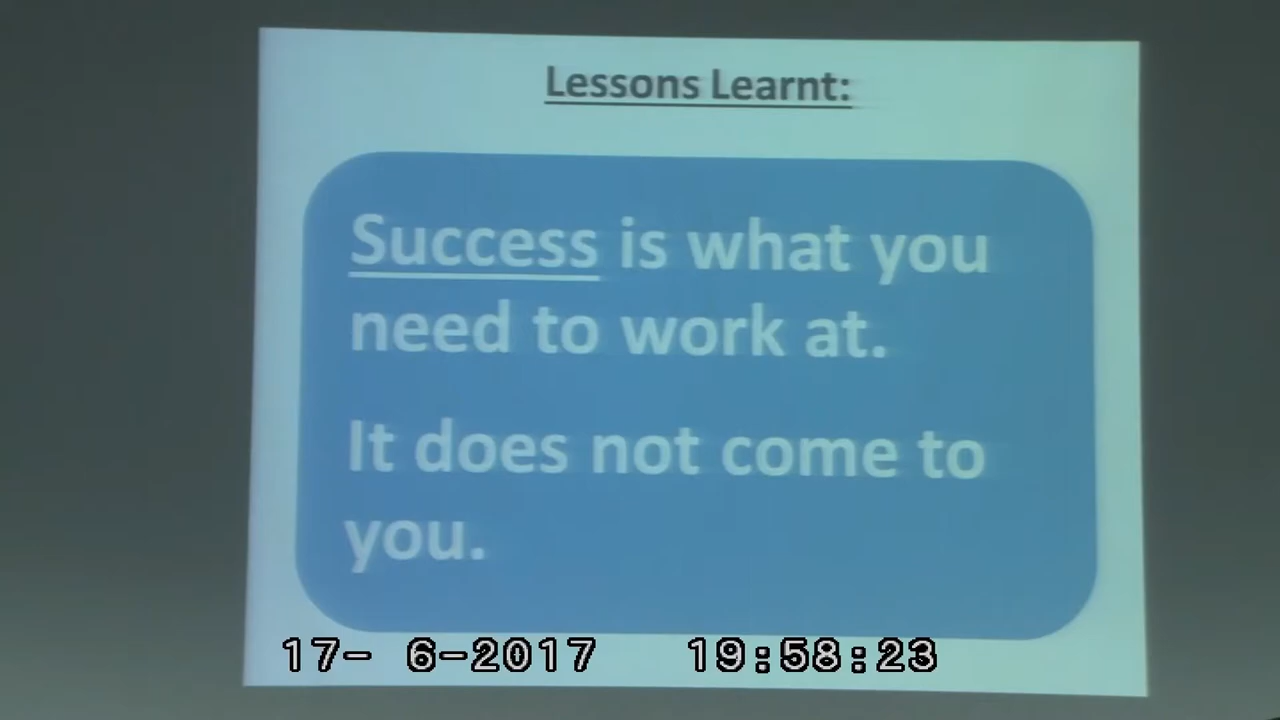 Lessons Learnt:
Success is what you
need to work at.
It does not come to
you.
17- 6-2017 19:58:23